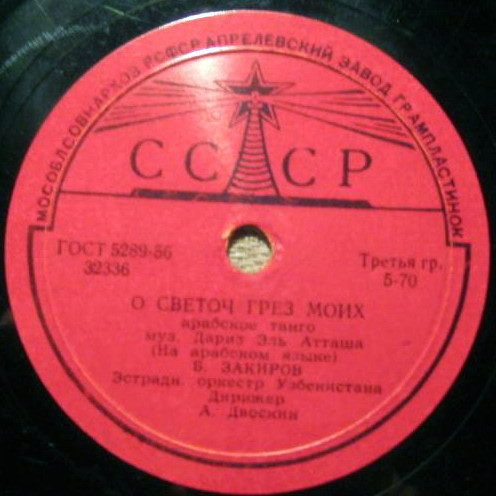 МОСОБЛСОВНАРХОЗ РСФСР АПРЕЛЕВСКИЙ ЗАВОД ГРАМПЛАСТИНОК
СССР
ГОСТ 5289-56
32336
Третья гр.
5-70
О СВЕТОЧ ГРЕЗ МОИХ
арабское танго
муз. Дариз Эль Атташа
(На арабском языке)
Б. ЗАКИРОВ
Эстрадн. оркестр Узбекистана
Дирижер
А. Двоскин